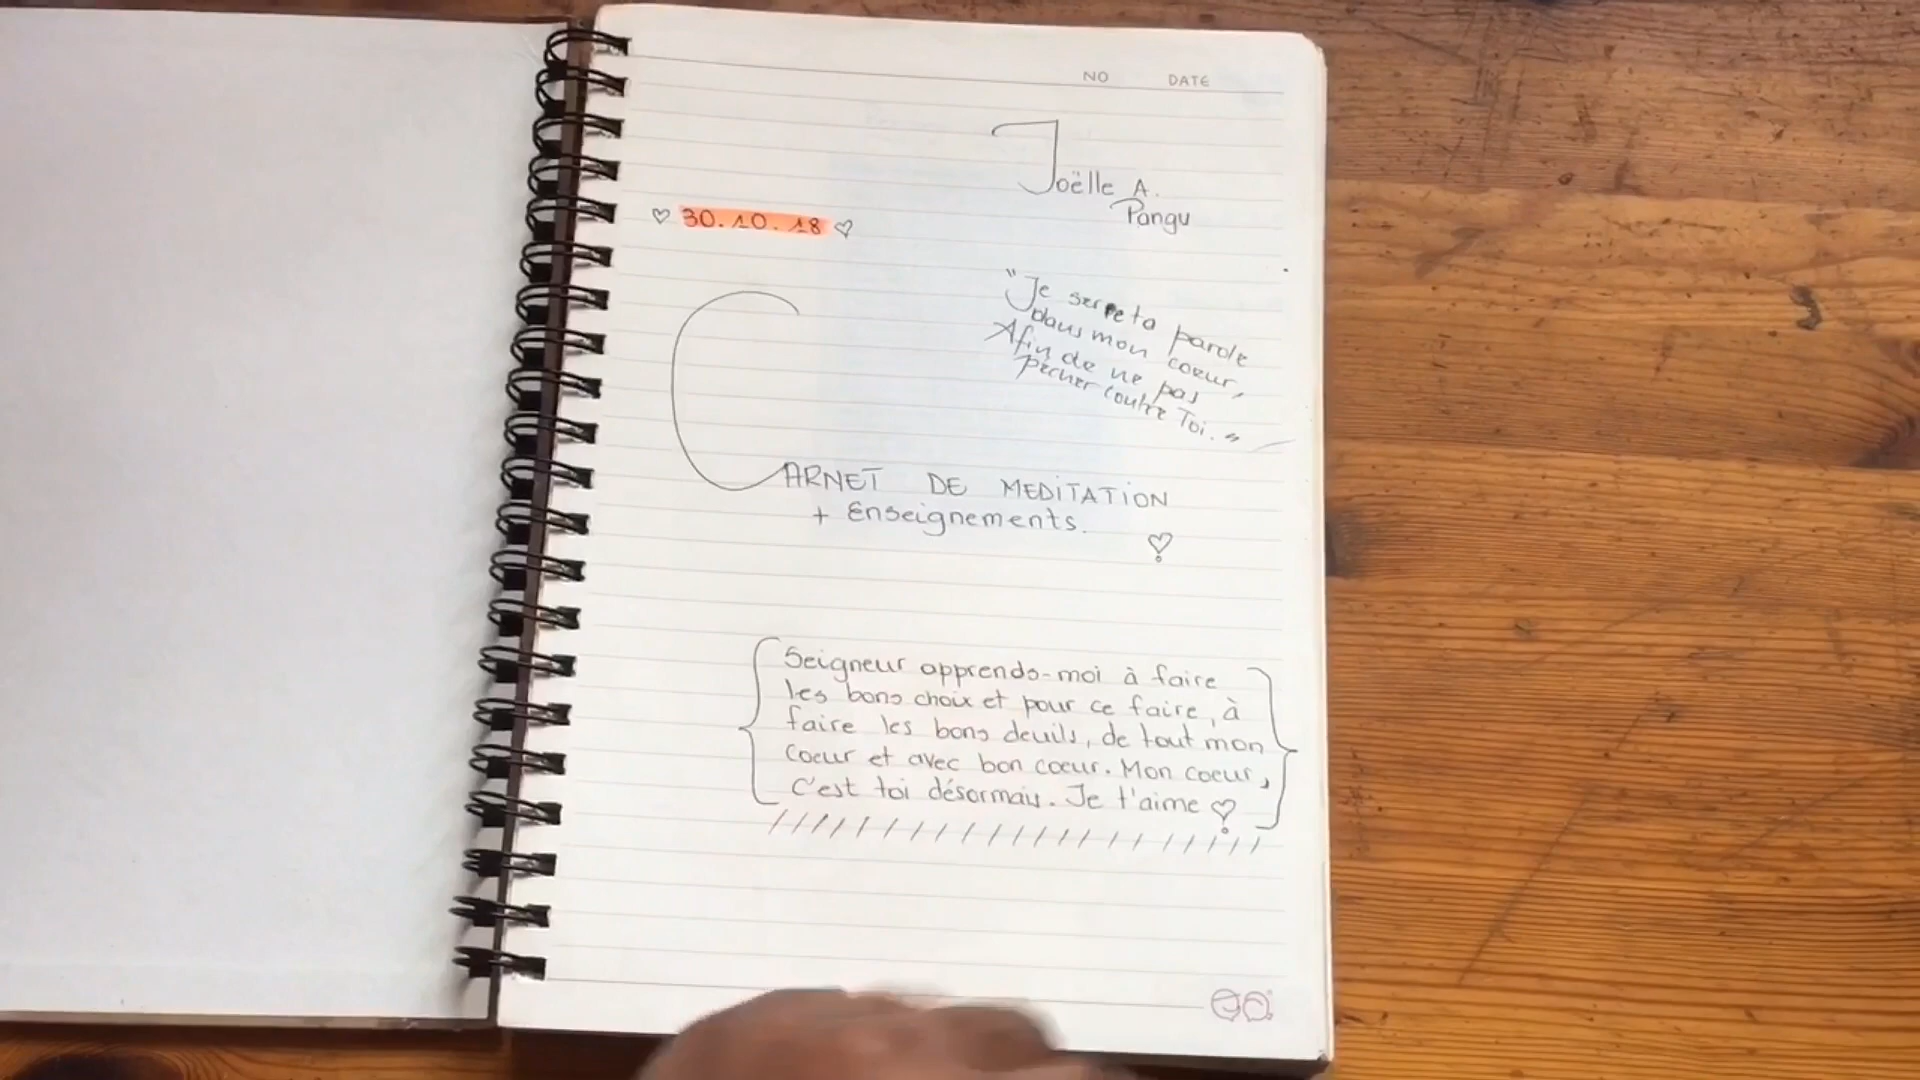 NO DATE
Joëlle A.
Pangu
30.10.18
"Je serre ta parole
dans mon coeur,
Afin de ne pas
pécher contre Toi."
CARNET DE MEDITATION
+ Enseignements.
Seigneur apprends-moi à faire
les bons choix et pour ce faire, à
faire les bons deuils, de tout mon
coeur et avec bon coeur. Mon coeur,
c'est toi désormais. Je t'aime